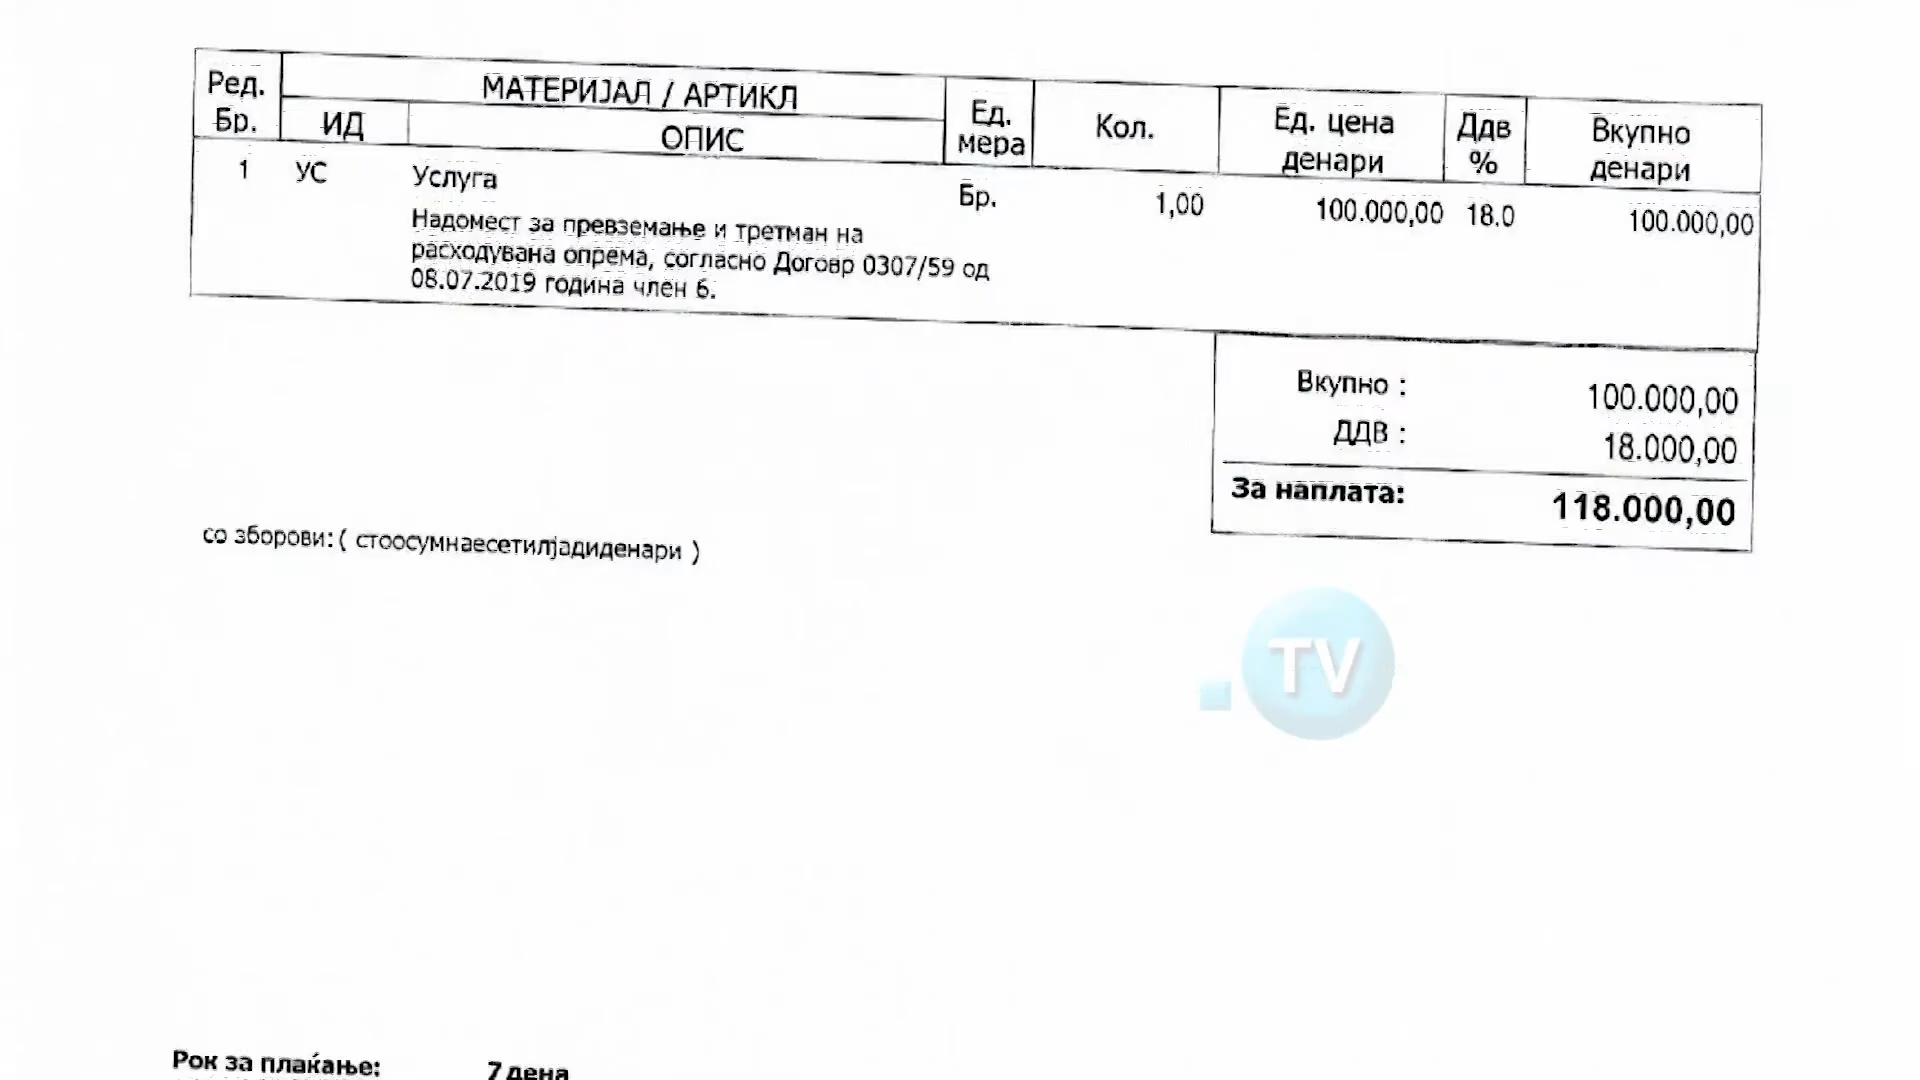 Ред. Бр.
МАТЕРИЈАЛ / АРТИКЛ
ИД
ОПИС
Ед. мера
Кол.
Ед. цена денари
Ддв %
Вкупно денари
1 УС Услуга Бр. 1,00 100.000,00 18.0 100.000,00
Надомест за превземање и третман на
расходувана опрема, согласно Договр 0307/59 од
08.07.2019 година член 6.
Вкупно : 100.000,00
ДДВ : 18.000,00
За наплата: 118.000,00
со зборови: ( стоосумнаесетилјадиденари )
TV
Рок за плаќање: 7 дена